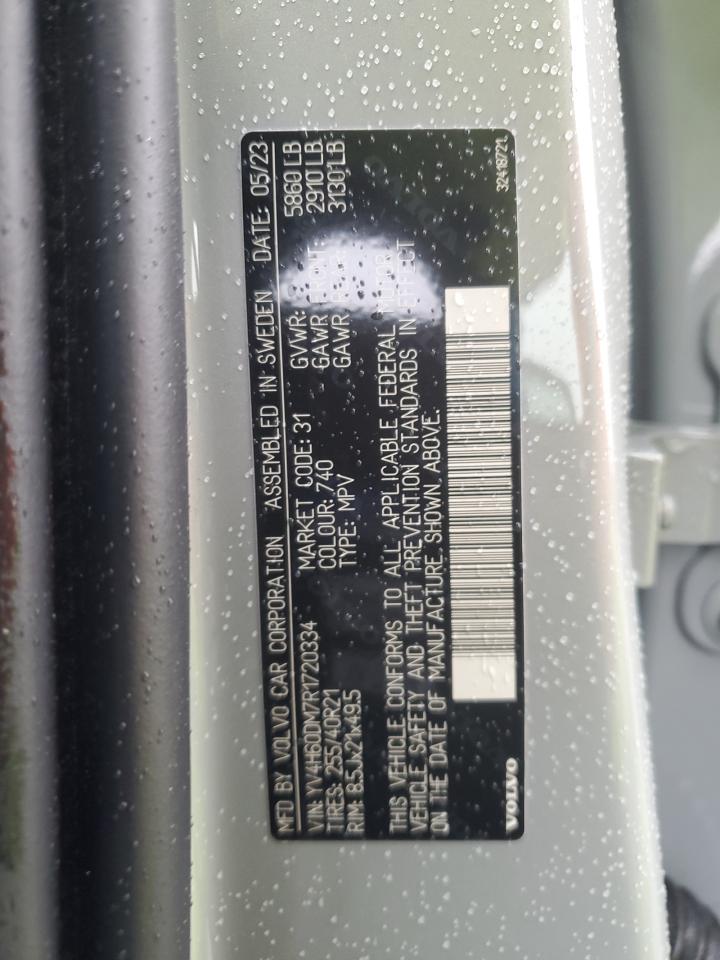 MFD BY VOLVO CAR CORPORATION ASSEMBLED IN SWEDEN DATE: 05/23
VIN: YV4H60DM7R1720334 MARKET CODE: 31 GVWR: 5860 LB
TIRES: 255/40R21 COLOUR: 740 GAWR FRONT: 2910 LB
RIM: 8.5Jx21x49.5 TYPE: MPV GAWR REAR: 3130 LB
THIS VEHICLE CONFORMS TO ALL APPLICABLE FEDERAL MOTOR
VEHICLE SAFETY AND THEFT PREVENTION STANDARDS IN EFFECT
ON THE DATE OF MANUFACTURE SHOWN ABOVE.
VOLVO 32418721